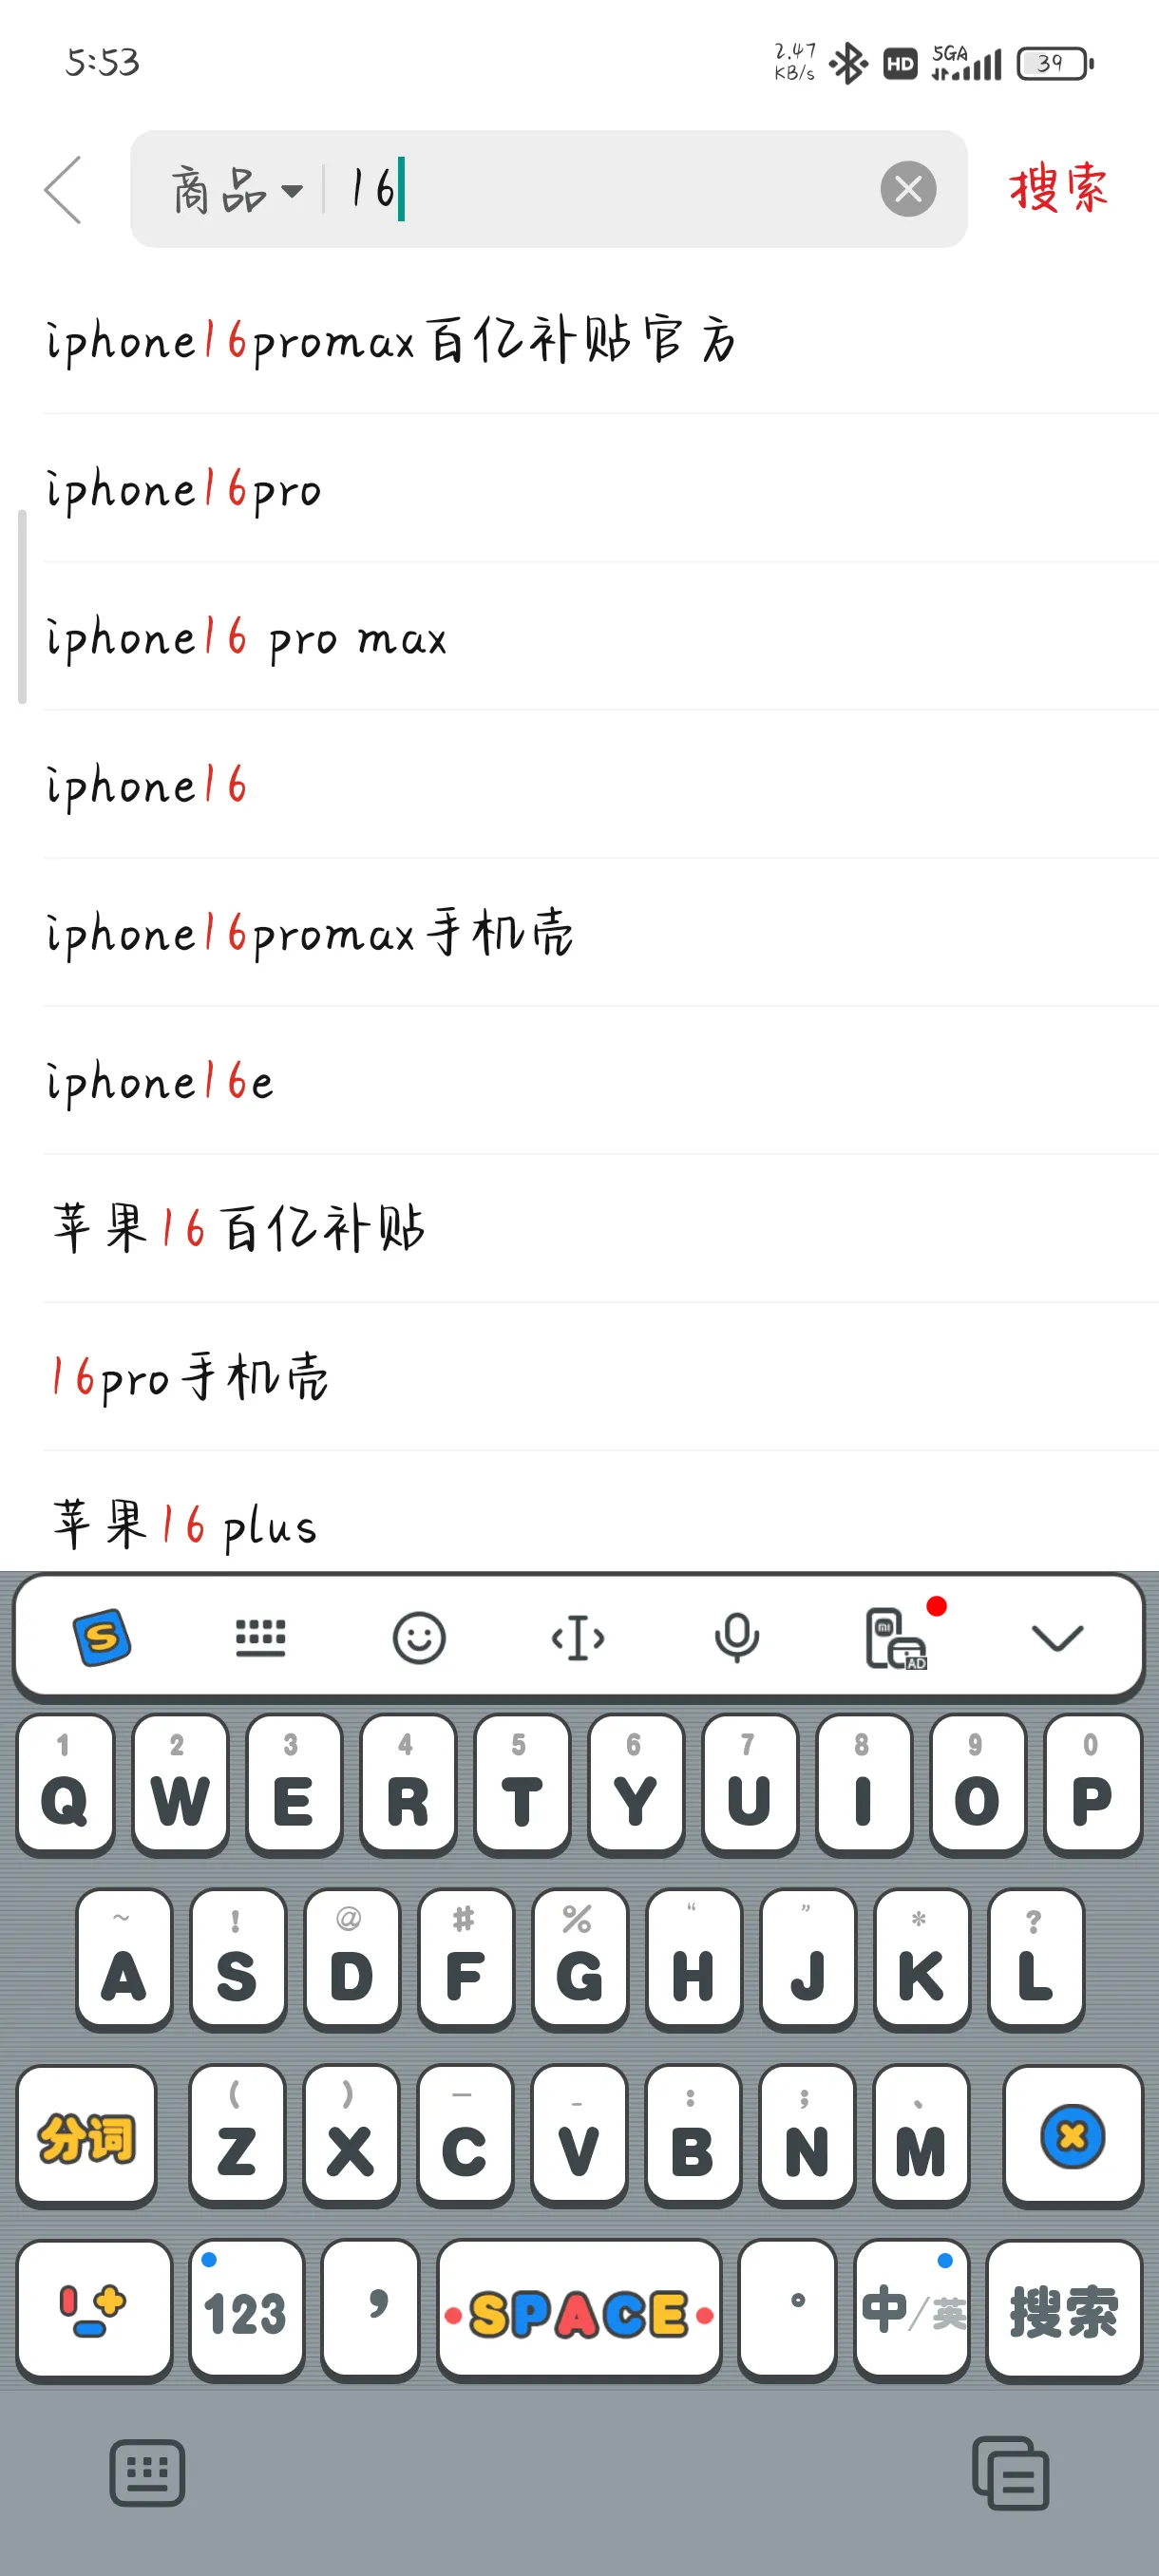 5:53
2.47
KB/s
HD
5GA
39
商品
16
搜索
iphone16promax百亿补贴官方
iphone16pro
iphone16 pro max
iphone16
iphone16promax手机壳
iphone16e
苹果16百亿补贴
16pro手机壳
苹果16 plus
S
mi
AD
1 2 3 4 5 6 7 8 9 0
Q W E R T Y U I O P
~ ! @ # % “ ” * ?
A S D F G H J K L
( ) — - : ; 、
分词 Z X C V B N M
123 , SPACE 。 中/英 搜索